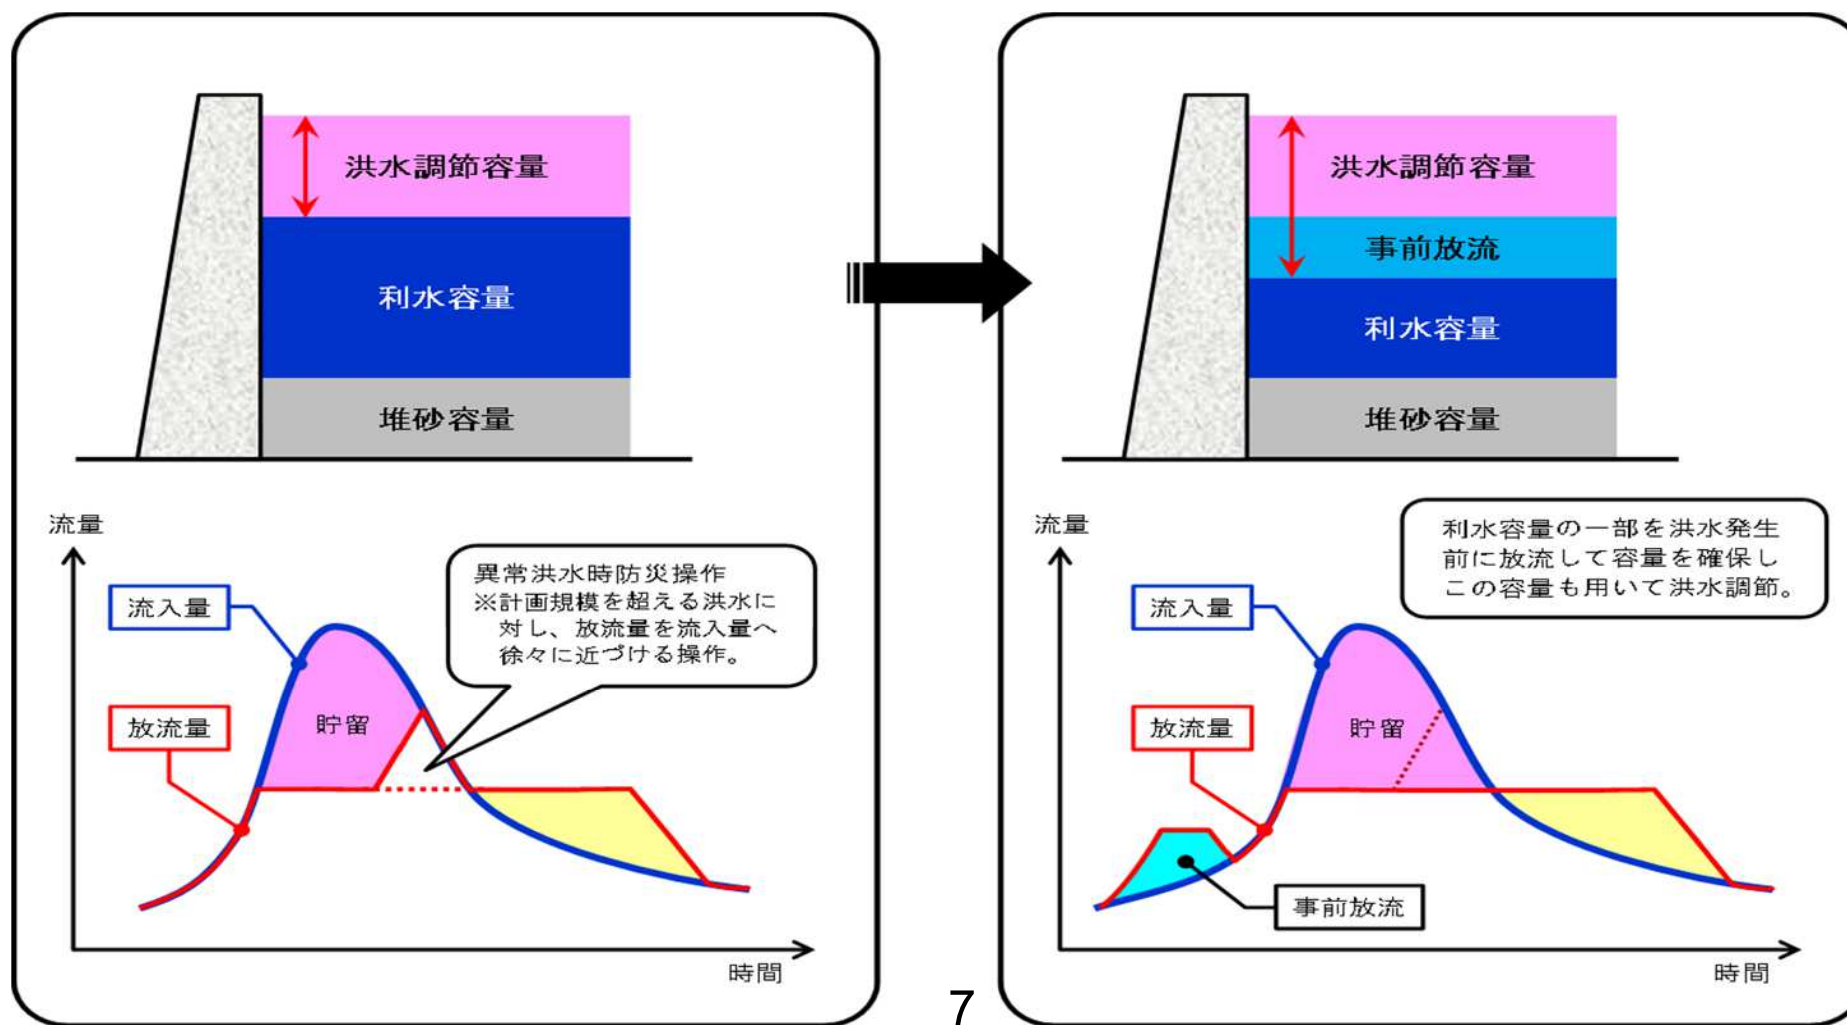 洪水調節容量
利水容量
堆砂容量
流量
異常洪水時防災操作
※計画規模を超える洪水に
対し、放流量を流入量へ
徐々に近づける操作。
流入量
放流量
貯留
時間
洪水調節容量
事前放流
利水容量
堆砂容量
流量
利水容量の一部を洪水発生
前に放流して容量を確保し
この容量も用いて洪水調節。
流入量
放流量
貯留
事前放流
時間
7